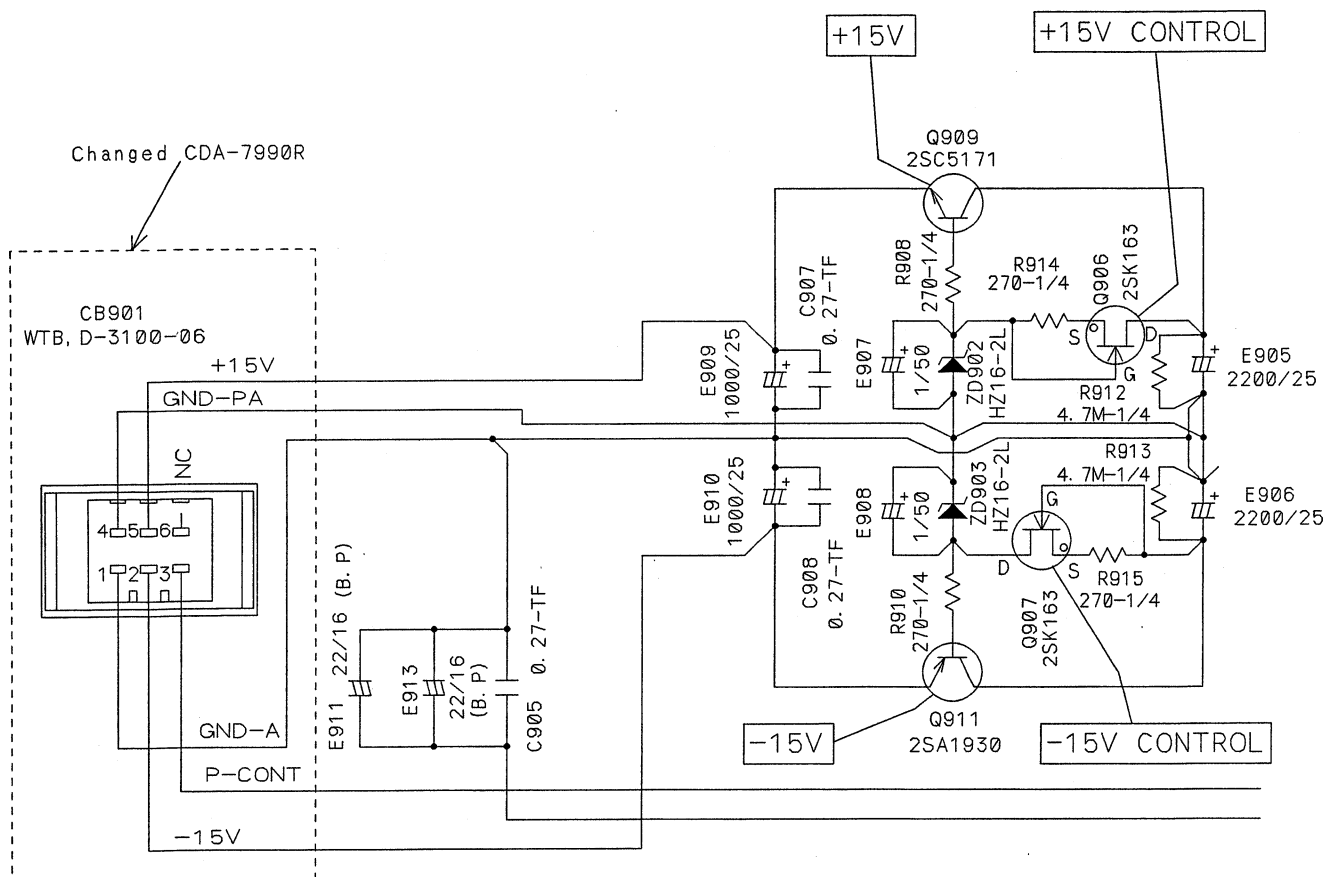 +15V
+15V CONTROL
Changed CDA-7990R
Q909
2SC5171
CB901
WTB, D-3100-06
R908
270-1/4
C907
0.27-TF
R914
270-1/4
Q906
2SK163
S
D
G
+15V
GND-PA
E909
1000/25
E907
1/50
ZD902
HZ16-2L
R912
4.7M-1/4
E905
2200/25
NC
E910
1000/25
E908
1/50
ZD903
HZ16-2L
R913
4.7M-1/4
G
E906
2200/25
4
5
6
1
2
3
D
S
R915
270-1/4
C908
0.27-TF
R910
270-1/4
Q907
2SK163
E911
22/16 (B.P)
E913
22/16
(B.P)
C905
0.27-TF
GND-A
P-CONT
-15V
-15V
Q911
2SA1930
-15V CONTROL